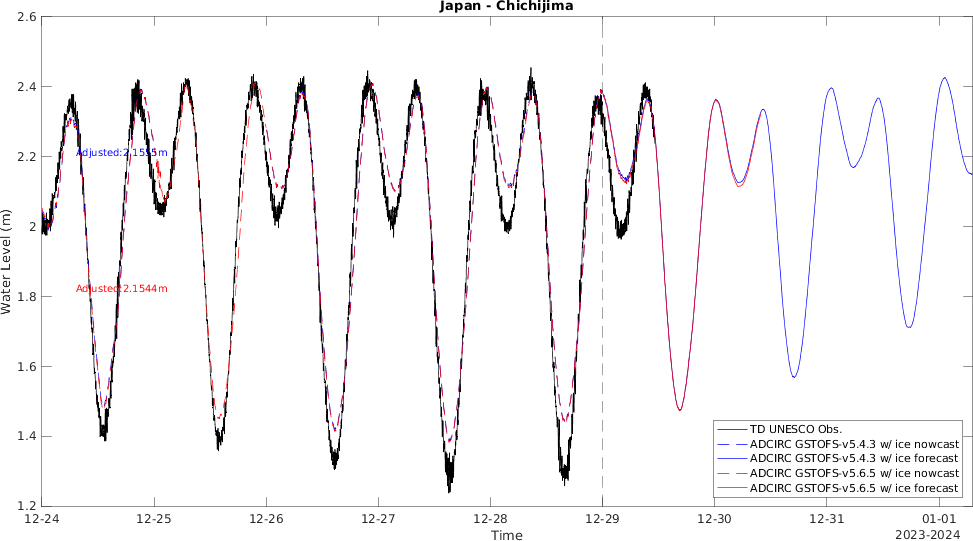 Japan - Chichijima
2.6
2.4
2.2
2
1.8
1.6
1.4
1.2
Water Level (m)
Adjusted:2.1595m
Adjusted:2.1544m
TD UNESCO Obs.
ADCIRC GSTOFS-v5.4.3 w/ ice nowcast
ADCIRC GSTOFS-v5.4.3 w/ ice forecast
ADCIRC GSTOFS-v5.6.5 w/ ice nowcast
ADCIRC GSTOFS-v5.6.5 w/ ice forecast
12-24
12-25
12-26
12-27
12-28
12-29
12-30
12-31
01-01
Time
2023-2024